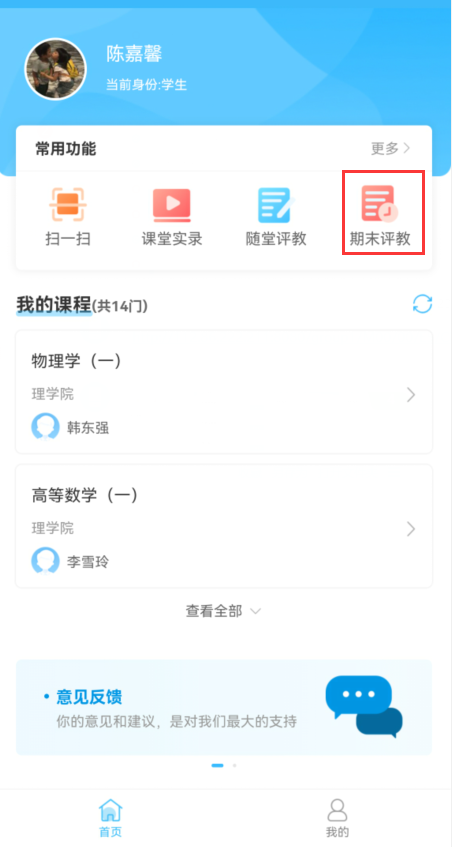 陈嘉馨
当前身份:学生
常用功能
更多
扫一扫 课堂实录 随堂评教 期末评教
我的课程(共14门)
物理学（一）
理学院
韩东强
高等数学（一）
理学院
李雪玲
查看全部
意见反馈
你的意见和建议，是对我们最大的支持
首页 我的